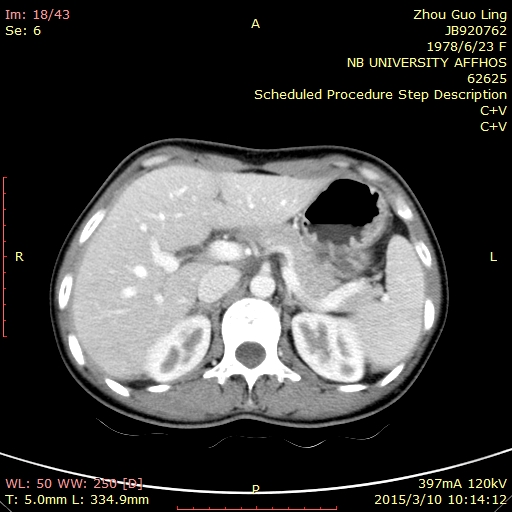 Im: 18/43
Se: 6
A
Zhou Guo Ling
JB920762
1978/6/23 F
NB UNIVERSITY AFFHOS
62625
Scheduled Procedure Step Description
C+V
C+V
R
L
WL: 50 WW: 250 [D]
T: 5.0mm L: 334.9mm
P
397mA 120kV
2015/3/10 10:14:12